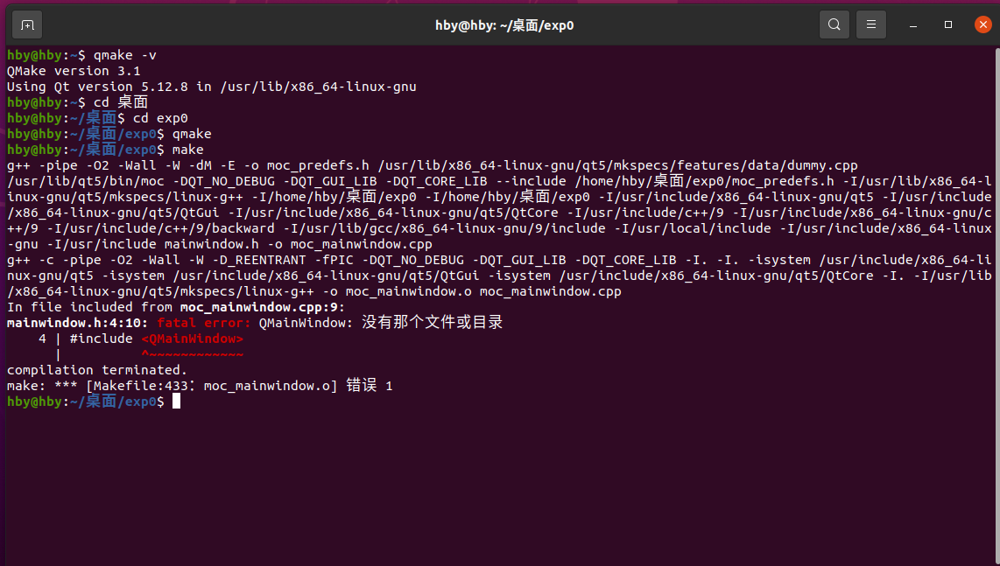 hby@hby: ~/桌面/exp0
hby@hby:~$ qmake -v
QMake version 3.1
Using Qt version 5.12.8 in /usr/lib/x86_64-linux-gnu
hby@hby:~$ cd 桌面
hby@hby:~/桌面$ cd exp0
hby@hby:~/桌面/exp0$ qmake
hby@hby:~/桌面/exp0$ make
g++ -pipe -O2 -Wall -W -dM -E -o moc_predefs.h /usr/lib/x86_64-linux-gnu/qt5/mkspecs/features/data/dummy.cpp
/usr/lib/qt5/bin/moc -DQT_NO_DEBUG -DQT_GUI_LIB -DQT_CORE_LIB --include /home/hby/桌面/exp0/moc_predefs.h -I/usr/lib/x86_64-l
inux-gnu/qt5/mkspecs/linux-g++ -I/home/hby/桌面/exp0 -I/home/hby/桌面/exp0 -I/usr/include/x86_64-linux-gnu/qt5 -I/usr/include
/x86_64-linux-gnu/qt5/QtGui -I/usr/include/x86_64-linux-gnu/qt5/QtCore -I/usr/include/c++/9 -I/usr/include/x86_64-linux-gnu/c
++/9 -I/usr/include/c++/9/backward -I/usr/lib/gcc/x86_64-linux-gnu/9/include -I/usr/local/include -I/usr/include/x86_64-linux
-gnu -I/usr/include mainwindow.h -o moc_mainwindow.cpp
g++ -c -pipe -O2 -Wall -W -D_REENTRANT -fPIC -DQT_NO_DEBUG -DQT_GUI_LIB -DQT_CORE_LIB -I. -I. -isystem /usr/include/x86_64-li
nux-gnu/qt5 -isystem /usr/include/x86_64-linux-gnu/qt5/QtGui -isystem /usr/include/x86_64-linux-gnu/qt5/QtCore -I. -I/usr/lib
/x86_64-linux-gnu/qt5/mkspecs/linux-g++ -o moc_mainwindow.o moc_mainwindow.cpp
In file included from moc_mainwindow.cpp:9:
mainwindow.h:4:10: fatal error: QMainWindow: 没有那个文件或目录
    4 | #include <QMainWindow>
      |          ^~~~~~~~~~~~~
compilation terminated.
make: *** [Makefile:433：moc_mainwindow.o] 错误 1
hby@hby:~/桌面/exp0$